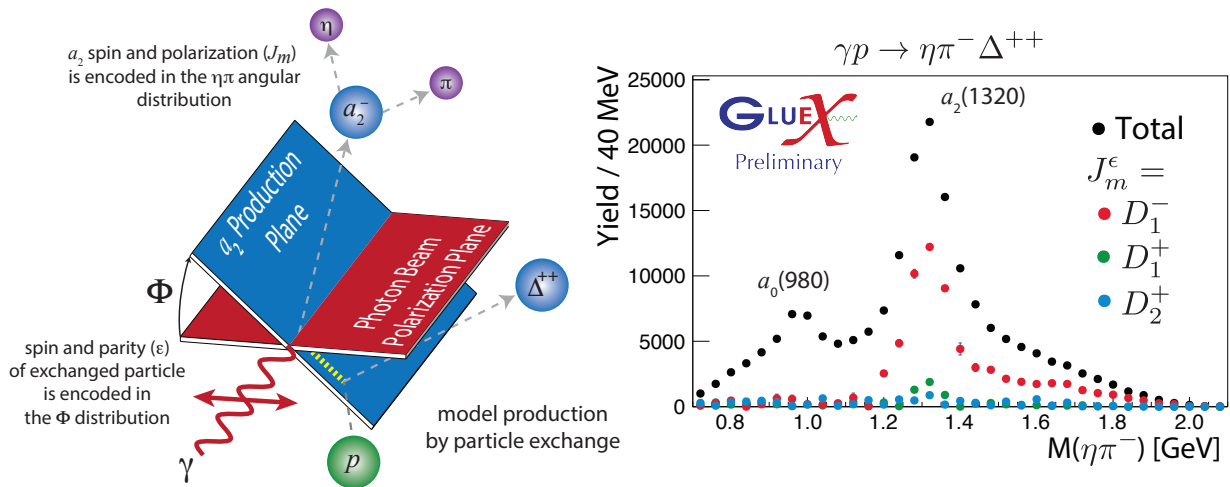 η
a₂ spin and polarization (Jₘ)
is encoded in the ηπ angular
distribution
π
a₂⁻
a₂ Production
Plane
Photon Beam
Polarization Plane
Δ⁺⁺
Φ
spin and parity (ε)
of exchanged particle
is encoded in
the Φ distribution
model production
by particle exchange
γ
p
γp → ηπ⁻Δ⁺⁺
Yield / 40 MeV
25000
20000
15000
10000
5000
0
GLUEX
Preliminary
a₀(980)
a₂(1320)
Total
J^ϵ_m =
D₁⁻
D₁⁺
D₂⁺
0.8 1.0 1.2 1.4 1.6 1.8 2.0
M(ηπ⁻) [GeV]